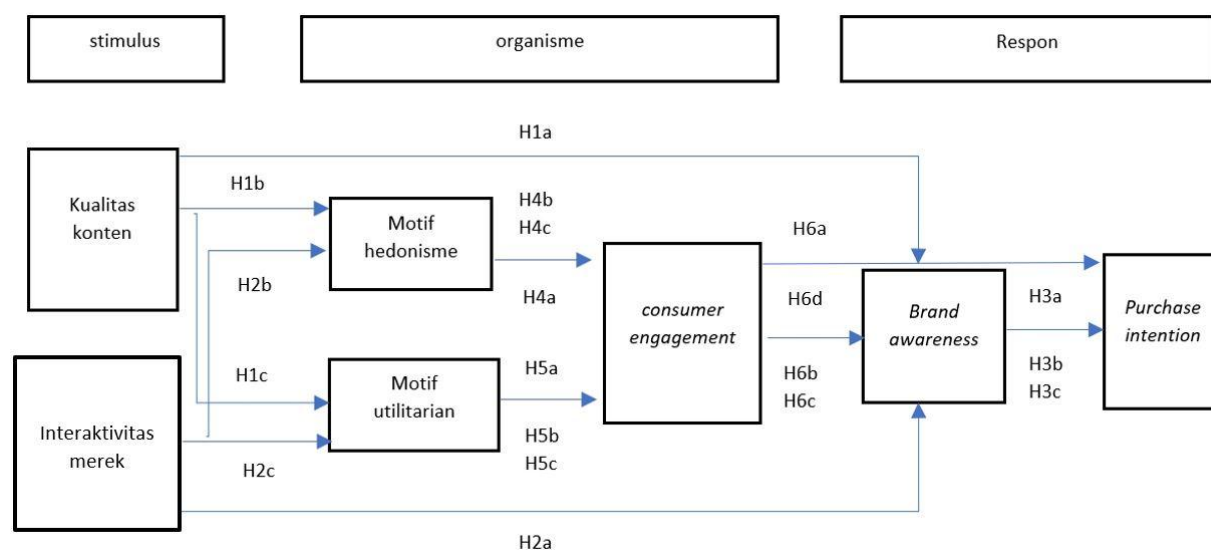 stimulus
organisme
Respon
H1a
Kualitas
konten
H1b
Motif
hedonisme
H2b
H4b
H4c
H4a
consumer
engagement
H6a
H6d
H6b
H6c
Brand
awareness
H3a
H3b
H3c
Purchase
intention
Interaktivitas
merek
H1c
H2c
Motif
utilitarian
H5a
H5b
H5c
H2a